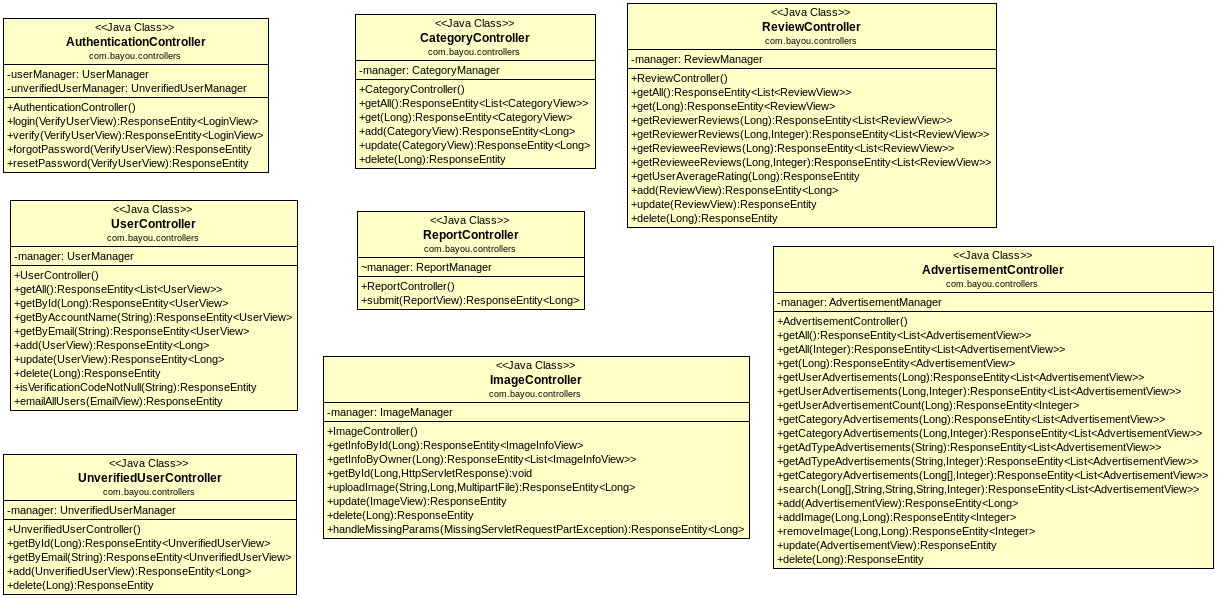 <<Java Class>>
AuthenticationController
com.bayou.controllers
-userManager: UserManager
-unverifiedUserManager: UnverifiedUserManager
+AuthenticationController()
+login(VerifyUserView):ResponseEntity<LoginView>
+verify(VerifyUserView):ResponseEntity<LoginView>
+forgotPassword(VerifyUserView):ResponseEntity
+resetPassword(VerifyUserView):ResponseEntity
<<Java Class>>
CategoryController
com.bayou.controllers
-manager: CategoryManager
+CategoryController()
+getAll():ResponseEntity<List<CategoryView>>
+get(Long):ResponseEntity<CategoryView>
+add(CategoryView):ResponseEntity<Long>
+update(CategoryView):ResponseEntity<Long>
+delete(Long):ResponseEntity
<<Java Class>>
ReviewController
com.bayou.controllers
-manager: ReviewManager
+ReviewController()
+getAll():ResponseEntity<List<ReviewView>>
+get(Long):ResponseEntity<ReviewView>
+getReviewerReviews(Long):ResponseEntity<List<ReviewView>>
+getReviewerReviews(Long,Integer):ResponseEntity<List<ReviewView>>
+getRevieweeReviews(Long):ResponseEntity<List<ReviewView>>
+getRevieweeReviews(Long,Integer):ResponseEntity<List<ReviewView>>
+getUserAverageRating(Long):ResponseEntity
+add(ReviewView):ResponseEntity<Long>
+update(ReviewView):ResponseEntity
+delete(Long):ResponseEntity
<<Java Class>>
UserController
com.bayou.controllers
-manager: UserManager
+UserController()
+getAll():ResponseEntity<List<UserView>>
+getById(Long):ResponseEntity<UserView>
+getByAccountName(String):ResponseEntity<UserView>
+getByEmail(String):ResponseEntity<UserView>
+add(UserView):ResponseEntity<Long>
+update(UserView):ResponseEntity<Long>
+delete(Long):ResponseEntity
+isVerificationCodeNotNull(String):ResponseEntity
+emailAllUsers(EmailView):ResponseEntity
<<Java Class>>
ReportController
com.bayou.controllers
~manager: ReportManager
+ReportController()
+submit(ReportView):ResponseEntity<Long>
<<Java Class>>
AdvertisementController
com.bayou.controllers
-manager: AdvertisementManager
+AdvertisementController()
+getAll():ResponseEntity<List<AdvertisementView>>
+getAll(Integer):ResponseEntity<List<AdvertisementView>>
+get(Long):ResponseEntity<AdvertisementView>
+getUserAdvertisements(Long):ResponseEntity<List<AdvertisementView>>
+getUserAdvertisements(Long,Integer):ResponseEntity<List<AdvertisementView>>
+getUserAdvertisementCount(Long):ResponseEntity<Integer>
+getCategoryAdvertisements(Long):ResponseEntity<List<AdvertisementView>>
+getCategoryAdvertisements(Long,Integer):ResponseEntity<List<AdvertisementView>>
+getAdTypeAdvertisements(String):ResponseEntity<List<AdvertisementView>>
+getAdTypeAdvertisements(String,Integer):ResponseEntity<List<AdvertisementView>>
+getCategoryAdvertisements(Long[],Integer):ResponseEntity<List<AdvertisementView>>
+search(Long[],String,String,String,Integer):ResponseEntity<List<AdvertisementView>>
+add(AdvertisementView):ResponseEntity<Long>
+addImage(Long,Long):ResponseEntity<Integer>
+removeImage(Long,Long):ResponseEntity<Integer>
+update(AdvertisementView):ResponseEntity
+delete(Long):ResponseEntity
<<Java Class>>
ImageController
com.bayou.controllers
-manager: ImageManager
+ImageController()
+getInfoById(Long):ResponseEntity<ImageInfoView>
+getInfoByOwner(Long):ResponseEntity<List<ImageInfoView>>
+getById(Long,HttpServletResponse):void
+uploadImage(String,Long,MultipartFile):ResponseEntity<Long>
+update(ImageView):ResponseEntity
+delete(Long):ResponseEntity
+handleMissingParams(MissingServletRequestPartException):ResponseEntity<Long>
<<Java Class>>
UnverifiedUserController
com.bayou.controllers
-manager: UnverifiedUserManager
+UnverifiedUserController()
+getById(Long):ResponseEntity<UnverifiedUserView>
+getByEmail(String):ResponseEntity<UnverifiedUserView>
+add(UnverifiedUserView):ResponseEntity<Long>
+delete(Long):ResponseEntity